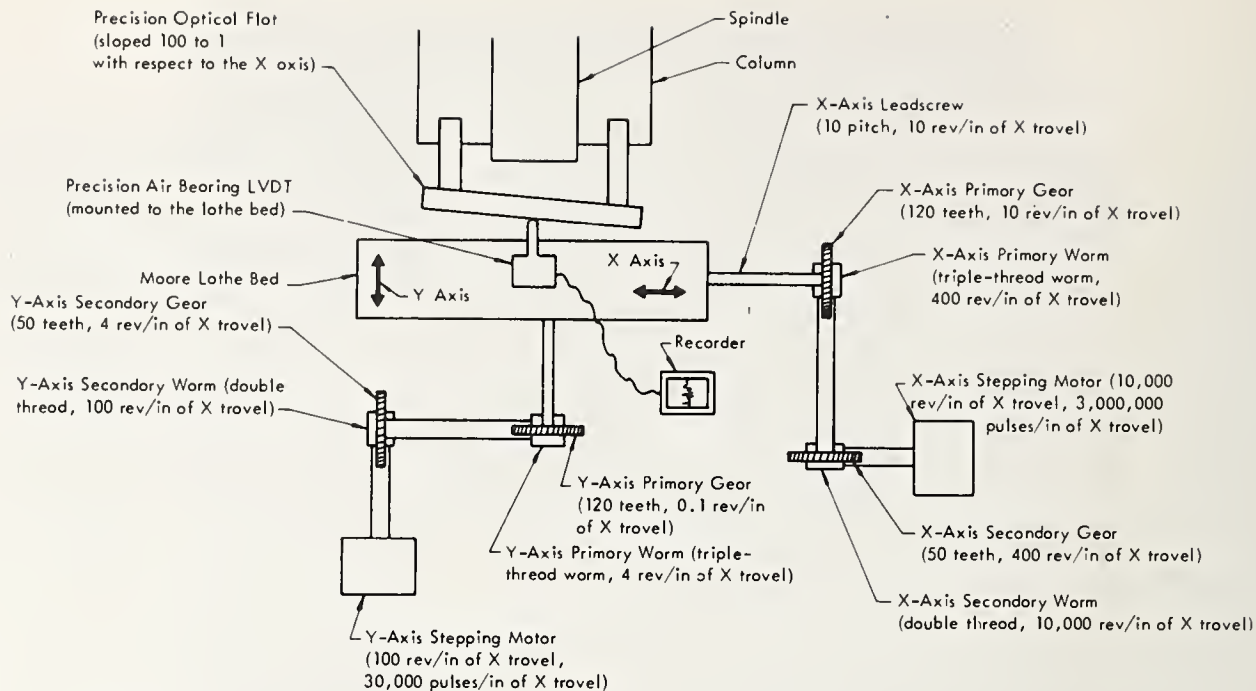 Precision Optical Flot
(sloped 100 to 1
with respect to the X oxis)
Spindle
Column
X-Axis Leodscrew
(10 pitch, 10 rev/in of X trovel)
Precision Air Beoring LVDT
(mounted to the lothe bed)
X-Axis Primory Geor
(120 teeth, 10 rev/in of X trovel)
Moore Lothe Bed
Y Axis
X Axis
X-Axis Primory Worm
(triple-threod worm,
400 rev/in of X trovel)
Y-Axis Secondory Geor
(50 teeth, 4 rev/in of X trovel)
Recorder
Y-Axis Secondory Worm (double
threod, 100 rev/in of X trovel)
X-Axis Stepping Motor (10,000
rev/in of X trovel, 3,000,000
pulses/in of X trovel)
Y-Axis Primory Geor
(120 teeth, 0.1 rev/in
of X trovel)
Y-Axis Primory Worm (triple-
threod worm, 4 rev/in of X trovel)
X-Axis Secondory Geor
(50 teeth, 400 rev/in of X trovel)
X-Axis Secondory Worm
(double threod, 10,000 rev/in of X trovel)
Y-Axis Stepping Motor
(100 rev/in of X trovel,
30,000 pulses/in of X trovel)